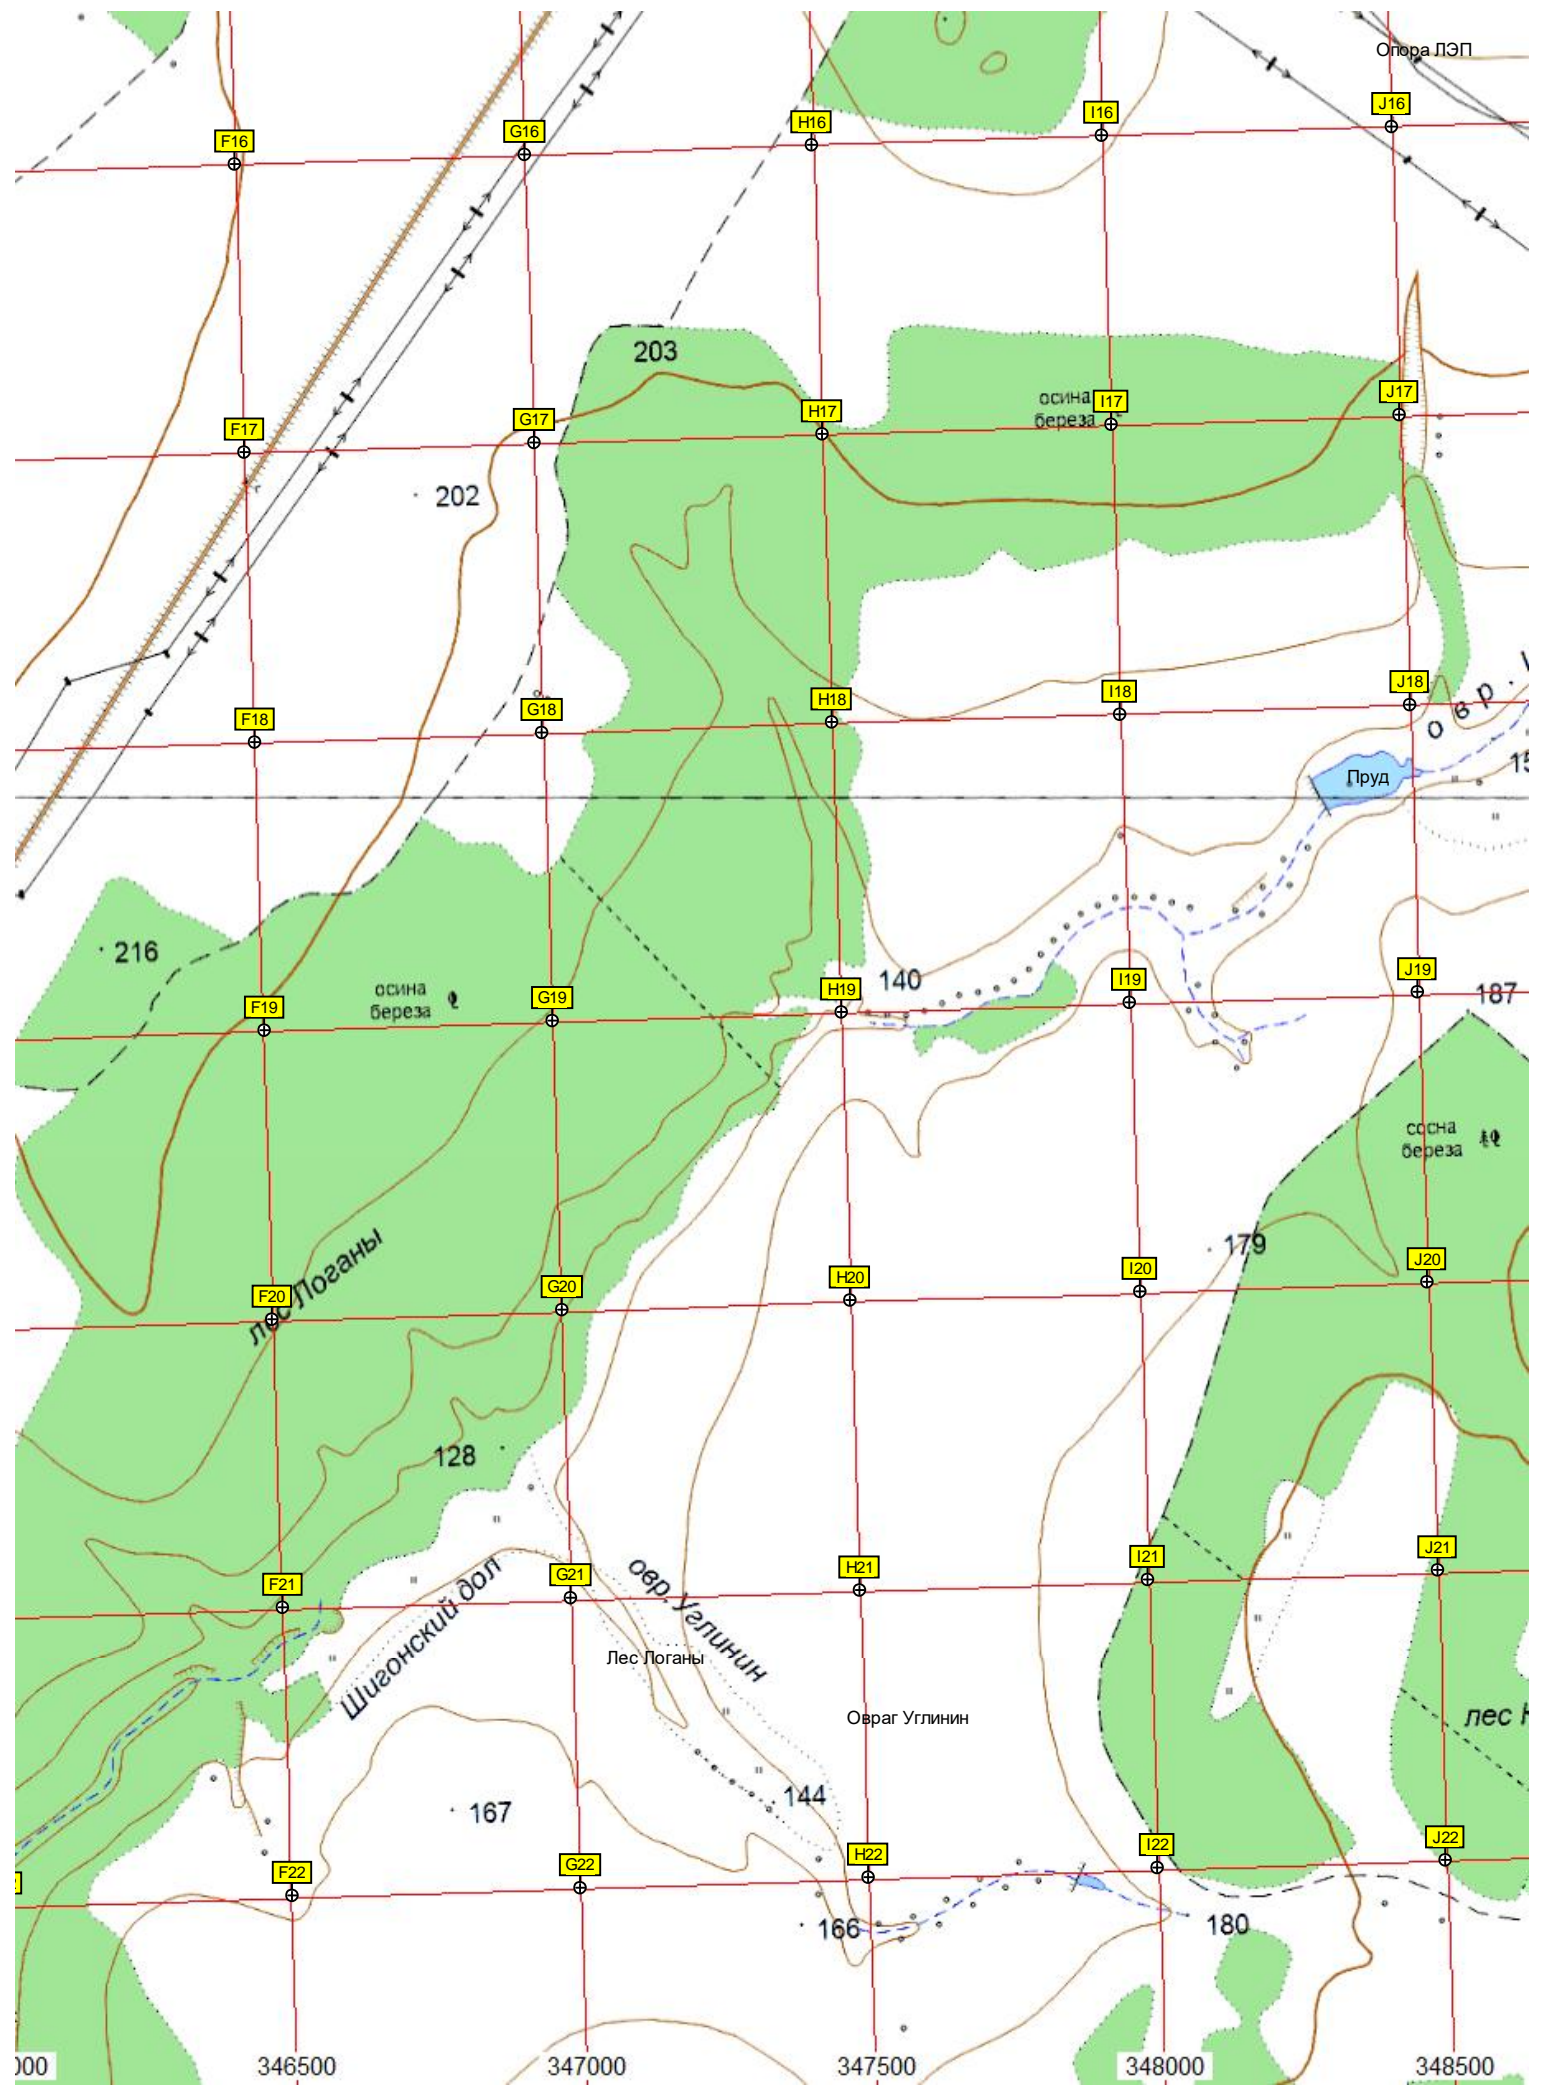 Опора ЛЭП
J16
I16
H16
G16
F16
203
осина
береза
J17
I17
H17
G17
F17
202
J18
I18
H18
G18
F18
овр.
Пруд
216
осина
береза
140
187
J19
I19
H19
G19
F19
сосна
береза
179
лес Логаны
J20
I20
H20
G20
F20
128
J21
I21
H21
G21
F21
Шигонский дол
овр. Углинин
Лес Логаны
Овраг Углинин
лес
144
167
J22
I22
H22
G22
F22
166
180
000
346500
347000
347500
348000
348500